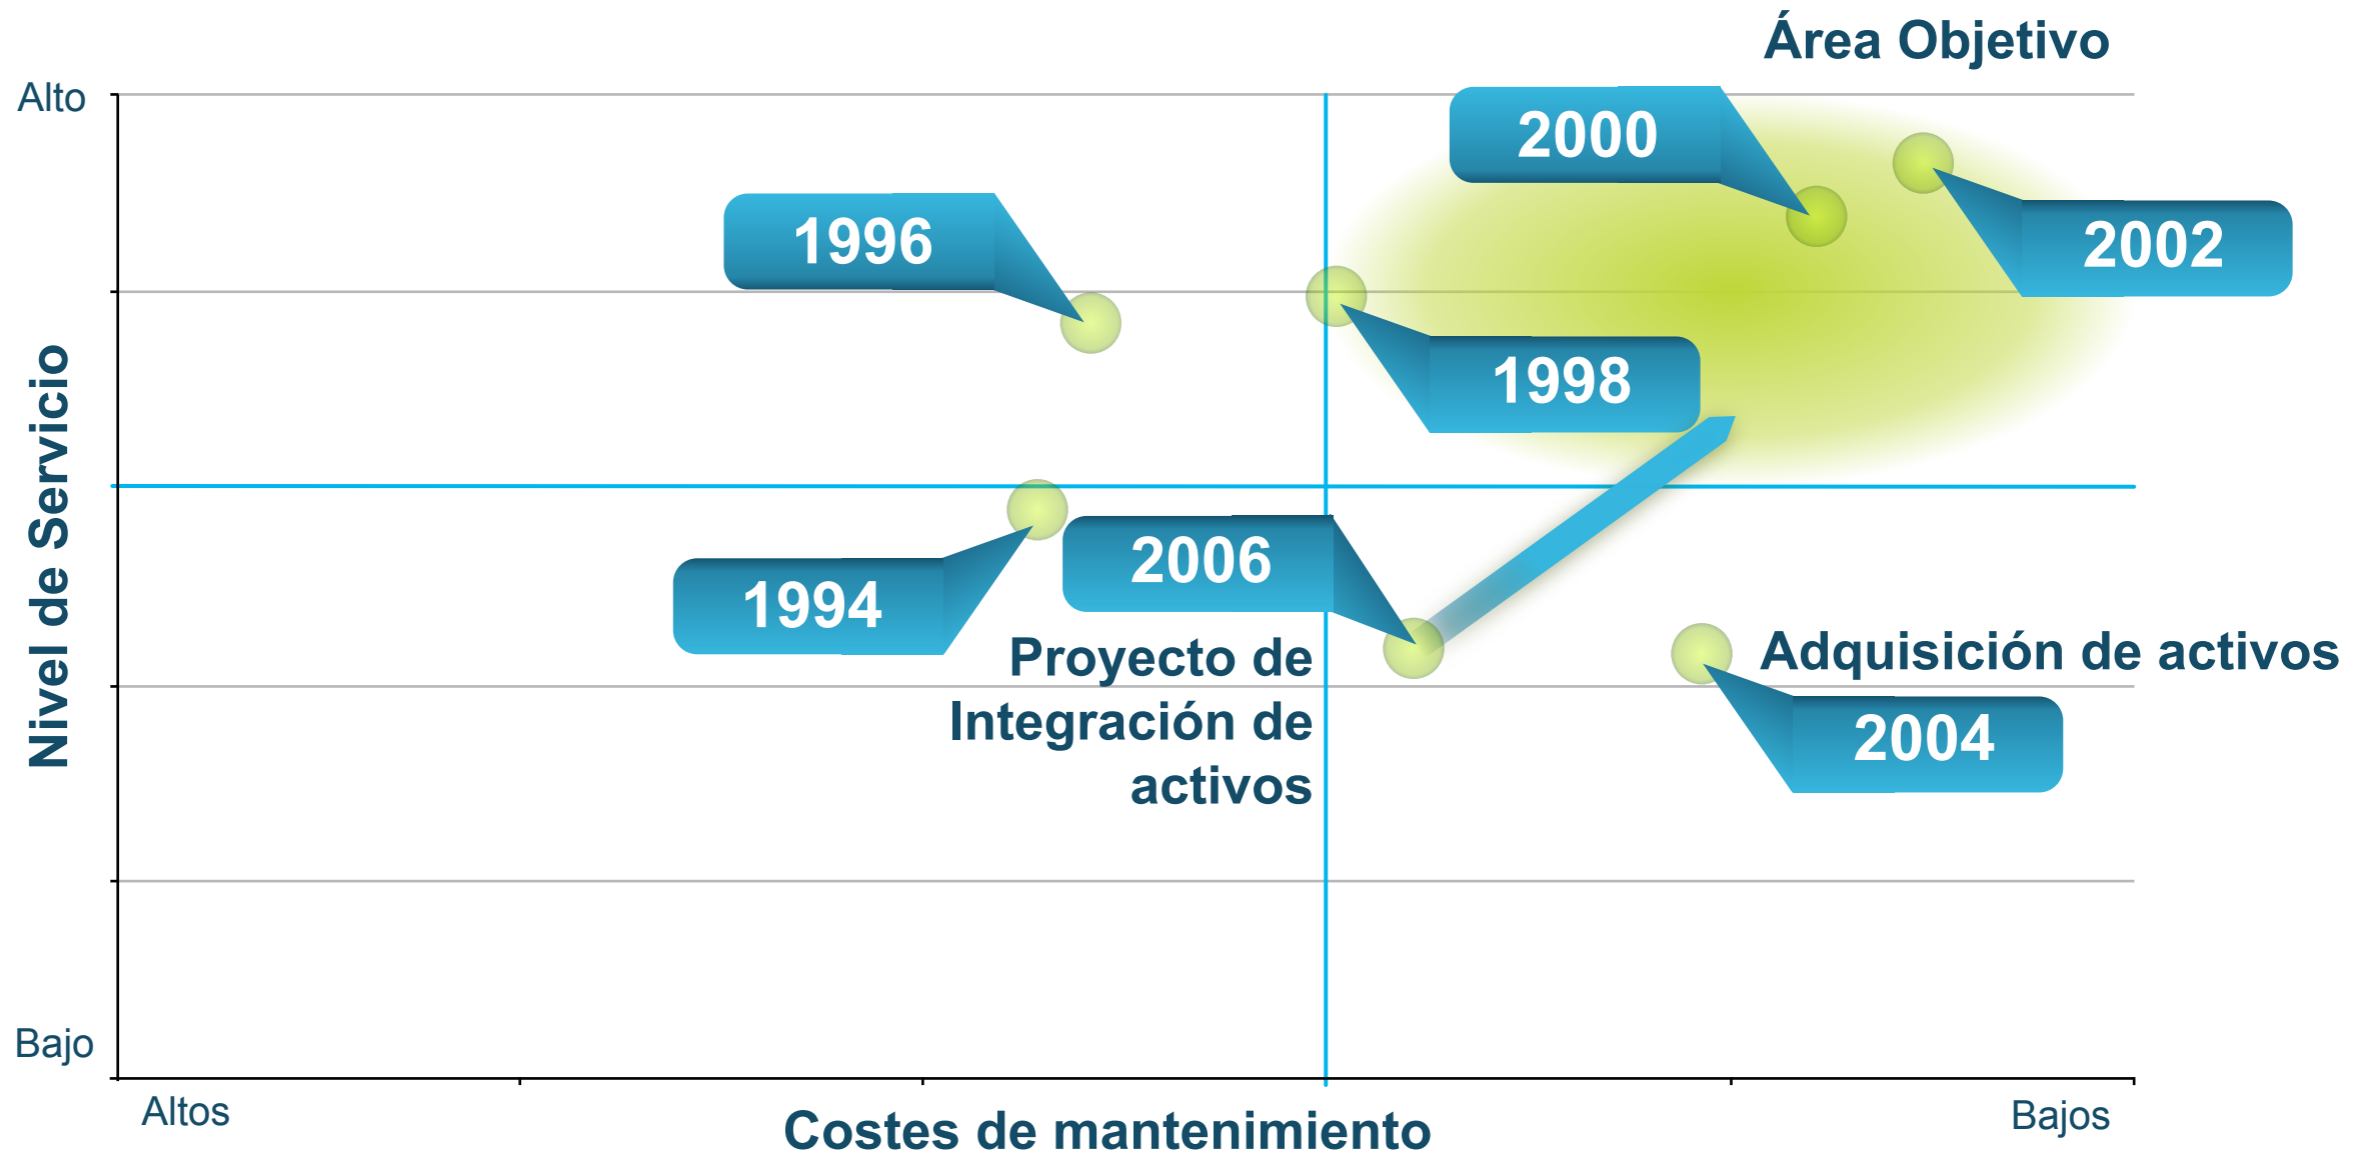 Área Objetivo
Alto
2000
1996
2002
1998
Nivel de Servicio
2006
1994
Proyecto de
Integración de
activos
Adquisición de activos
2004
Bajo
Altos
Bajos
Costes de mantenimiento